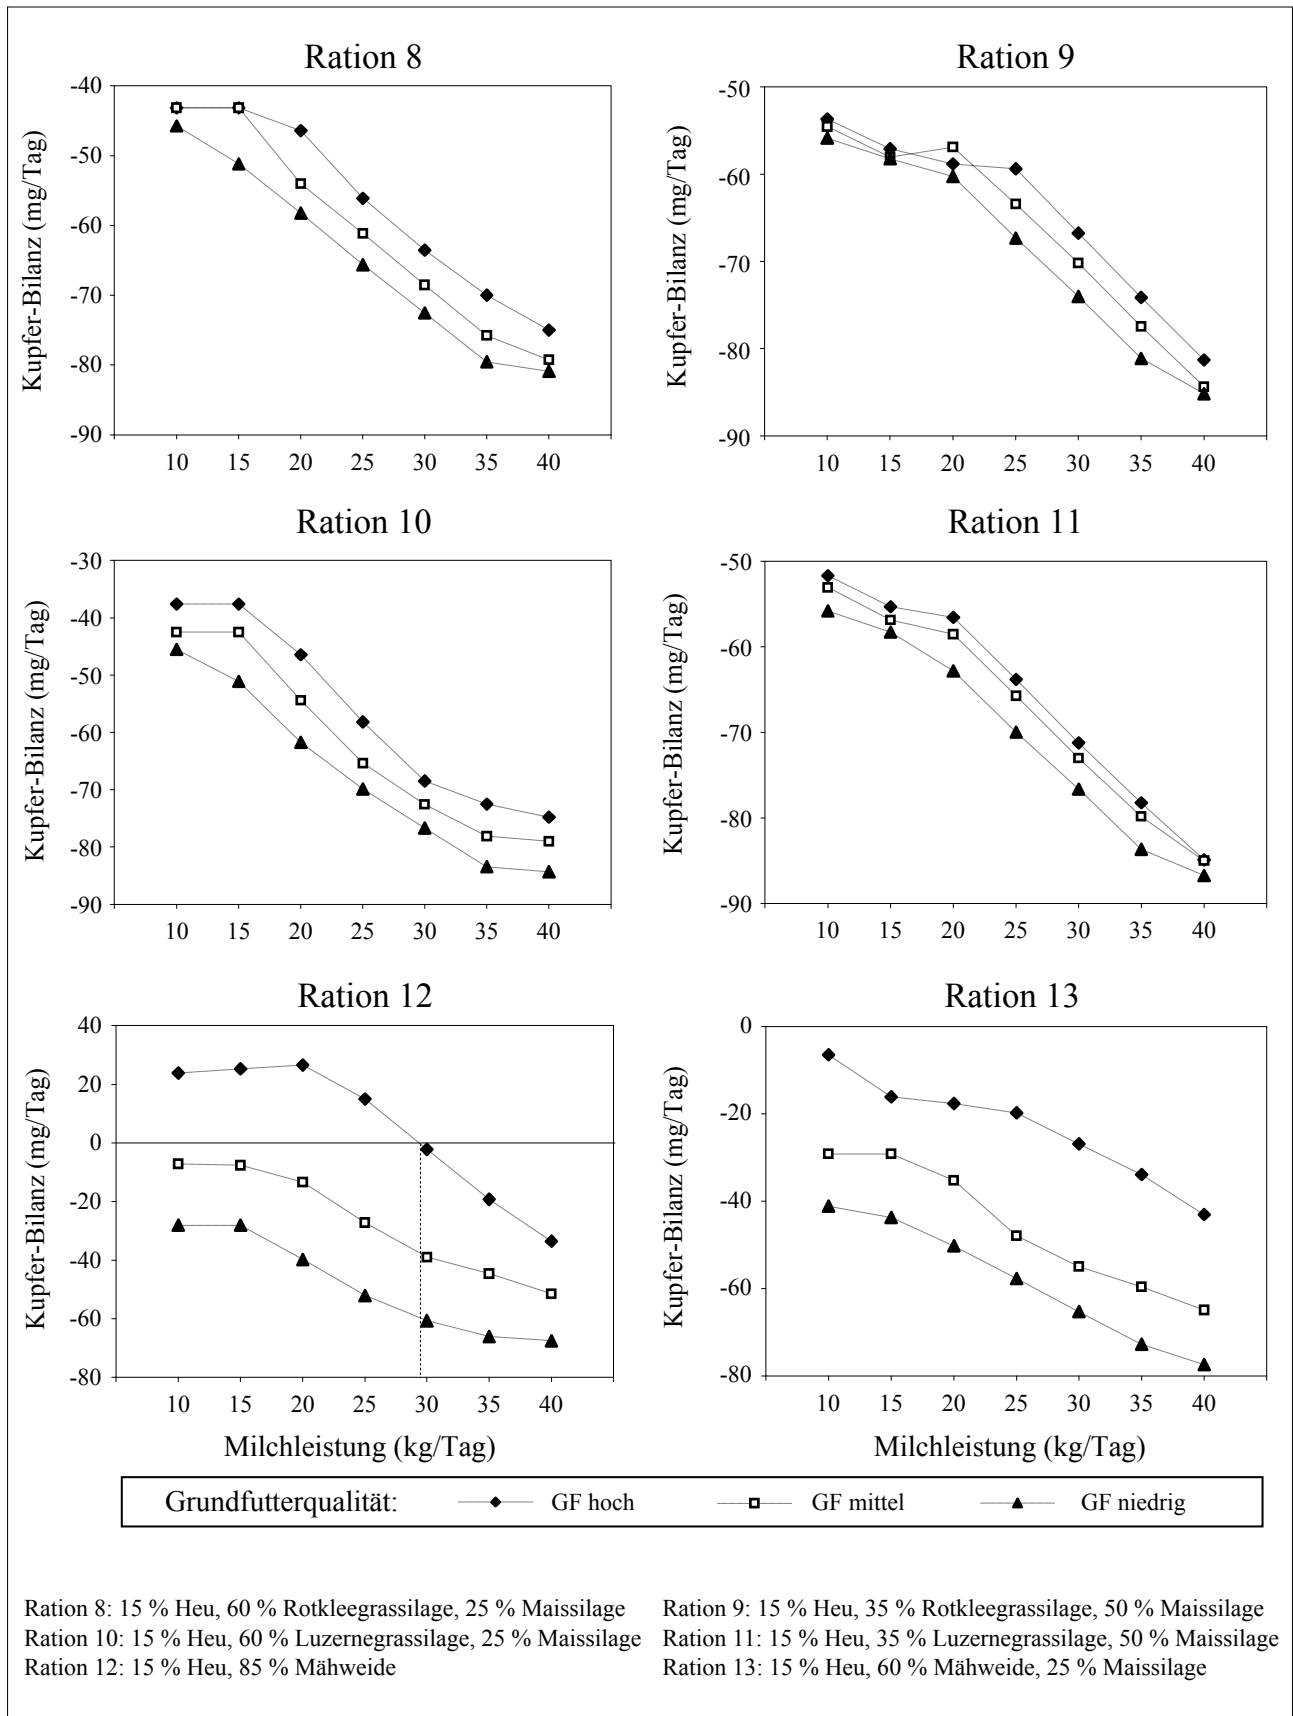 Ration 8
Kupfer-Bilanz (mg/Tag)
-40
-50
-60
-70
-80
-90
10 15 20 25 30 35 40
Ration 9
Kupfer-Bilanz (mg/Tag)
-50
-60
-70
-80
-90
10 15 20 25 30 35 40
Ration 10
Kupfer-Bilanz (mg/Tag)
-30
-40
-50
-60
-70
-80
-90
10 15 20 25 30 35 40
Ration 11
Kupfer-Bilanz (mg/Tag)
-50
-60
-70
-80
-90
10 15 20 25 30 35 40
Ration 12
Kupfer-Bilanz (mg/Tag)
40
20
0
-20
-40
-60
-80
10 15 20 25 30 35 40
Milchleistung (kg/Tag)
Ration 13
Kupfer-Bilanz (mg/Tag)
0
-20
-40
-60
-80
10 15 20 25 30 35 40
Milchleistung (kg/Tag)
Grundfutterqualität: GF hoch GF mittel GF niedrig
Ration 8: 15 % Heu, 60 % Rotkleegrassilage, 25 % Maissilage
Ration 9: 15 % Heu, 35 % Rotkleegrassilage, 50 % Maissilage
Ration 10: 15 % Heu, 60 % Luzernegrassilage, 25 % Maissilage
Ration 11: 15 % Heu, 35 % Luzernegrassilage, 50 % Maissilage
Ration 12: 15 % Heu, 85 % Mähweide
Ration 13: 15 % Heu, 60 % Mähweide, 25 % Maissilage